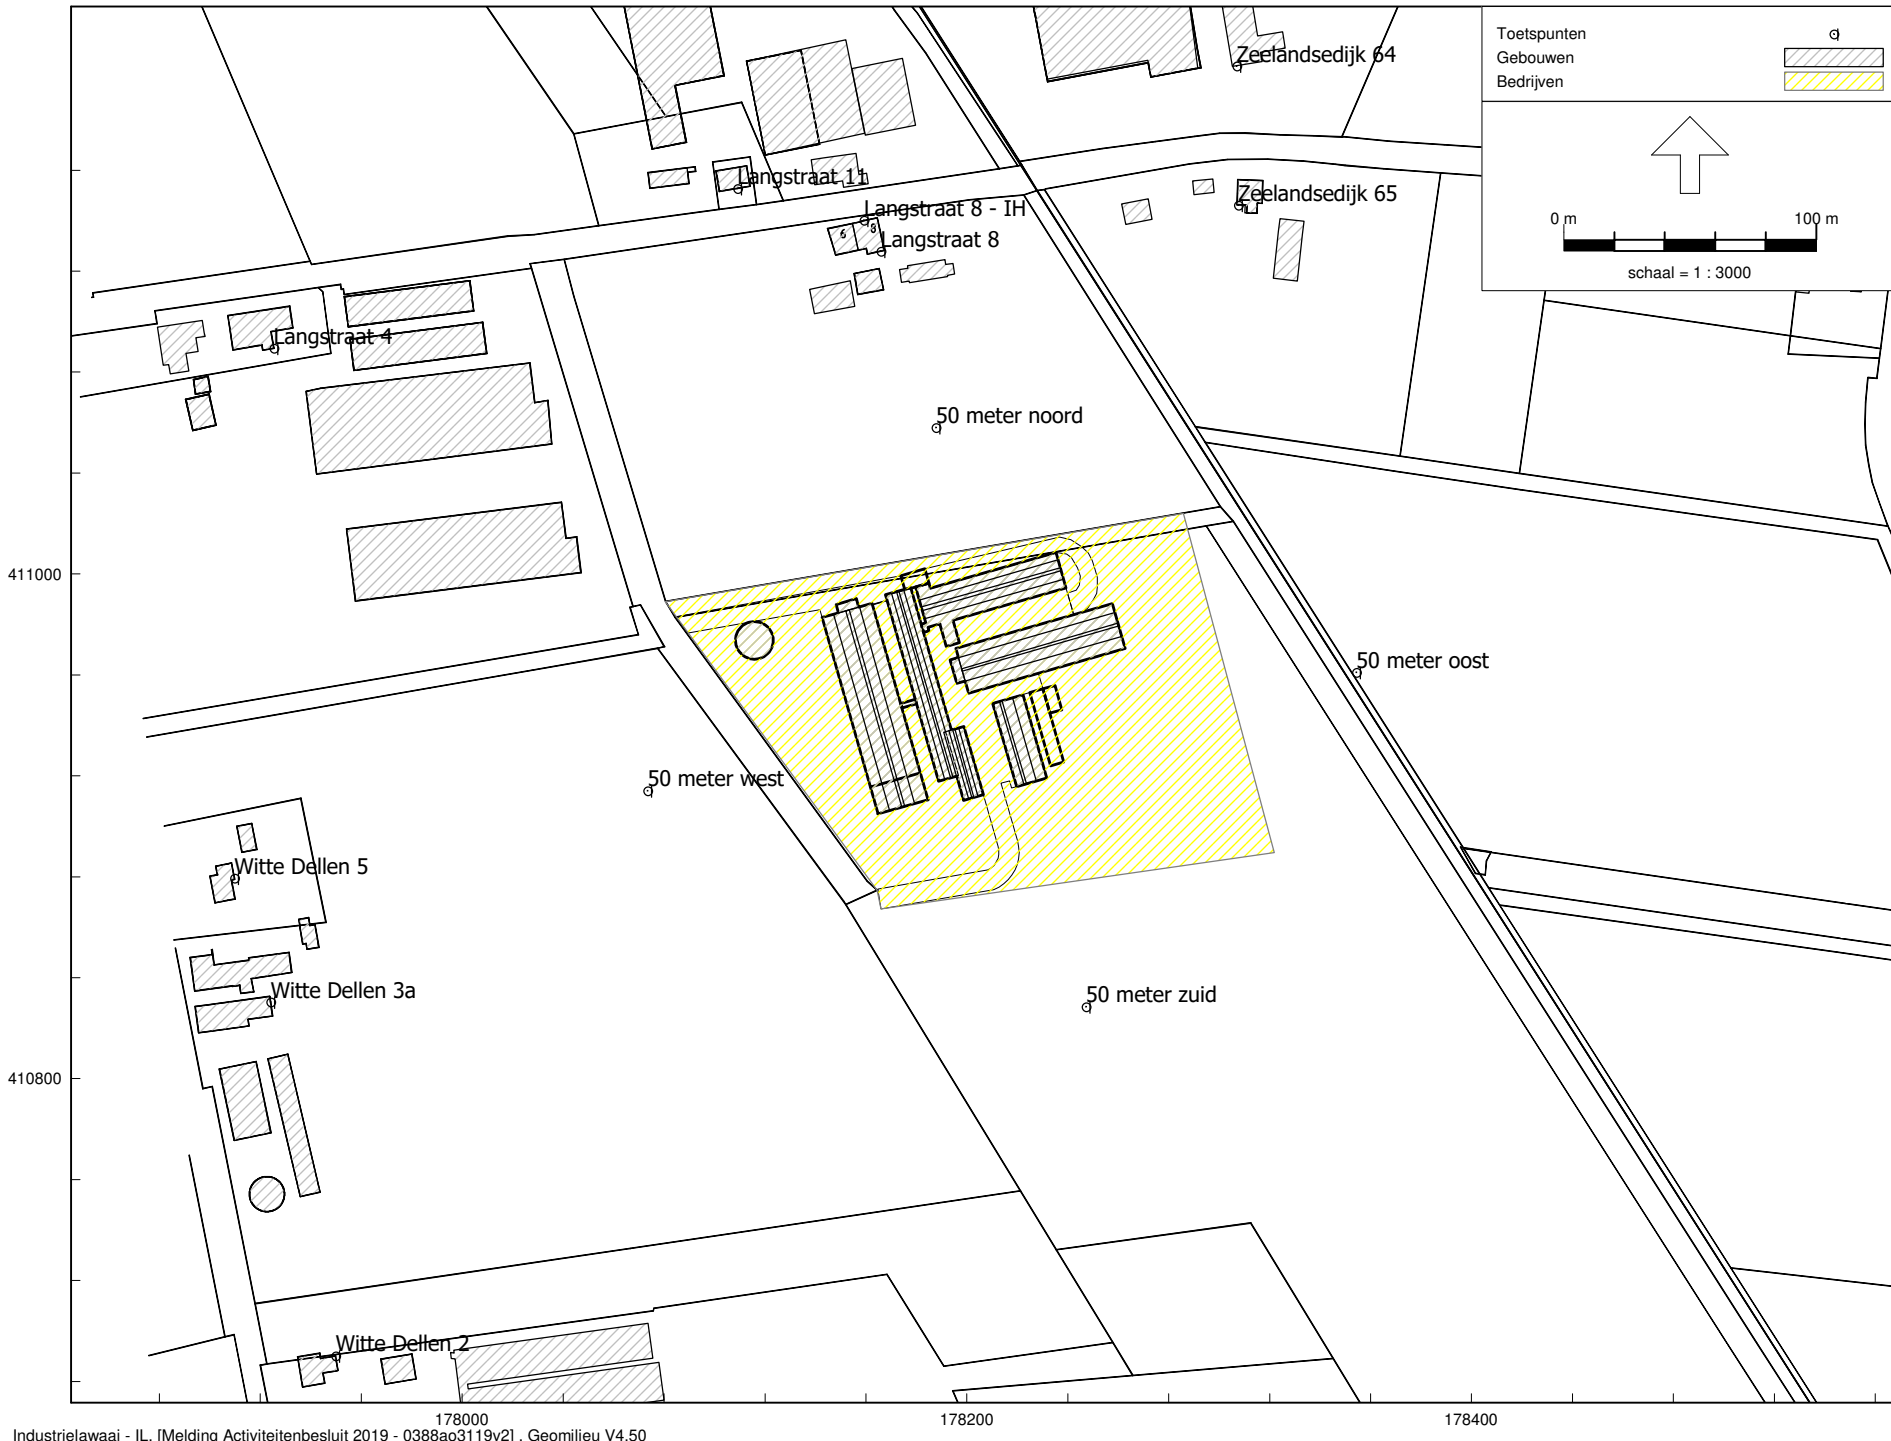 Toetspunten
Gebouwen
Bedrijven
0 m 100 m
schaal = 1 : 3000
Zeelandsedijk 64
Langstraat 11
Zeelandsedijk 65
Langstraat 8 - IH
6 8
Langstraat 8
Langstraat 4
50 meter noord
411000
50 meter oost
50 meter west
Witte Dellen 5
Witte Dellen 3a
50 meter zuid
410800
Witte Dellen 2
178000 178200 178400
Industrielawaai - IL, [Melding Activiteitenbesluit 2019 - 0388ao3119v2] , Geomilieu V4.50